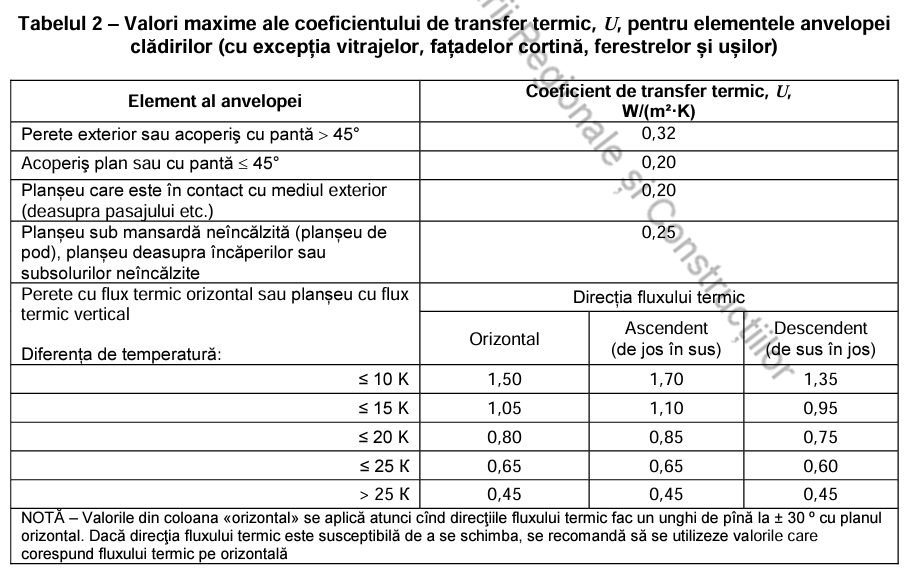 Tabelul 2 – Valori maxime ale coeficientului de transfer termic, U, pentru elementele anvelopei
clădirilor (cu excepția vitrajelor, fațadelor cortină, ferestrelor și ușilor)
Element al anvelopei
Coeficient de transfer termic, U,
W/(m²·K)
Perete exterior sau acoperiş cu pantă > 45°
0,32
Acoperiş plan sau cu pantă ≤ 45°
0,20
Planșeu care este în contact cu mediul exterior
(deasupra pasajului etc.)
0,20
Planșeu sub mansardă neîncălzită (planșeu de
pod), planșeu deasupra încăperilor sau
subsolurilor neîncălzite
0,25
Perete cu flux termic orizontal sau planșeu cu flux
termic vertical
Diferența de temperatură:
Direcția fluxului termic
Orizontal
Ascendent
(de jos în sus)
Descendent
(de sus în jos)
≤ 10 K 1,50 1,70 1,35
≤ 15 K 1,05 1,10 0,95
≤ 20 K 0,80 0,85 0,75
≤ 25 K 0,65 0,65 0,60
> 25 K 0,45 0,45 0,45
NOTĂ – Valorile din coloana «orizontal» se aplică atunci cînd direcţiile fluxului termic fac un unghi de pînă la ± 30 º cu planul
orizontal. Dacă direcţia fluxului termic este susceptibilă de a se schimba, se recomandă să se utilizeze valorile care
corespund fluxului termic pe orizontală
Regionale și Construcțiilor